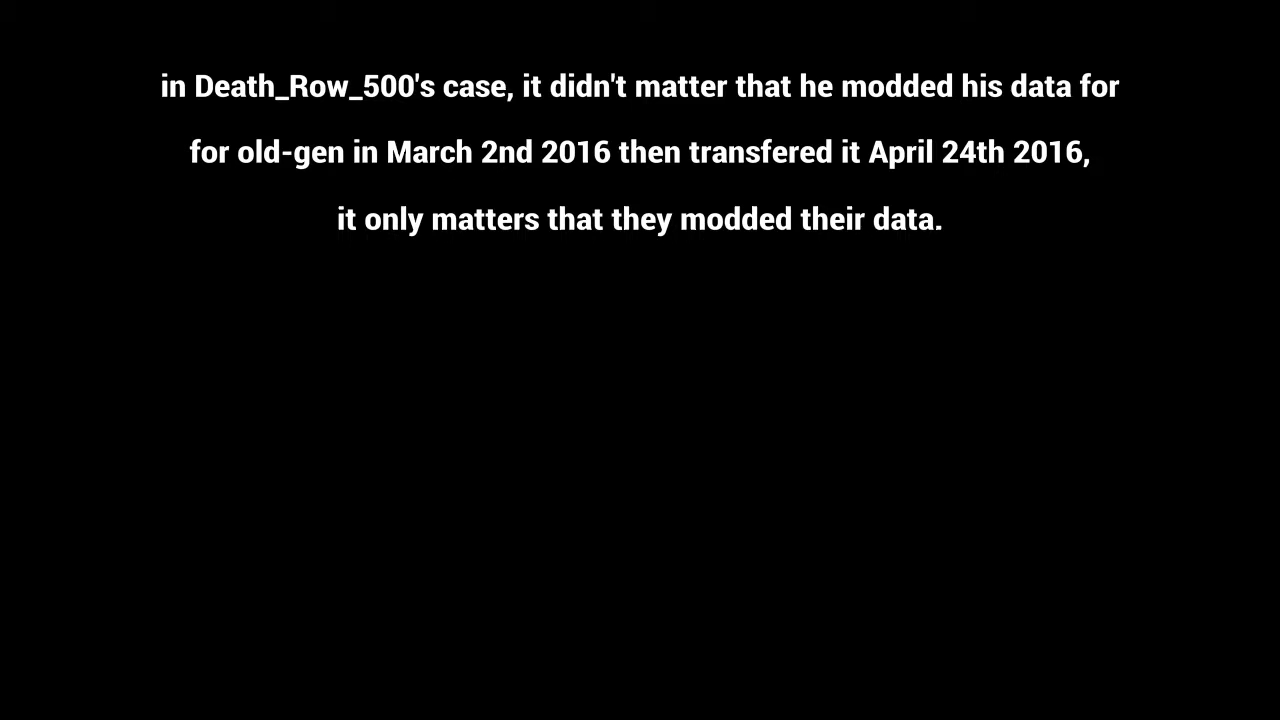 in Death_Row_500's case, it didn't matter that he modded his data for
for old-gen in March 2nd 2016 then transfered it April 24th 2016,
it only matters that they modded their data.